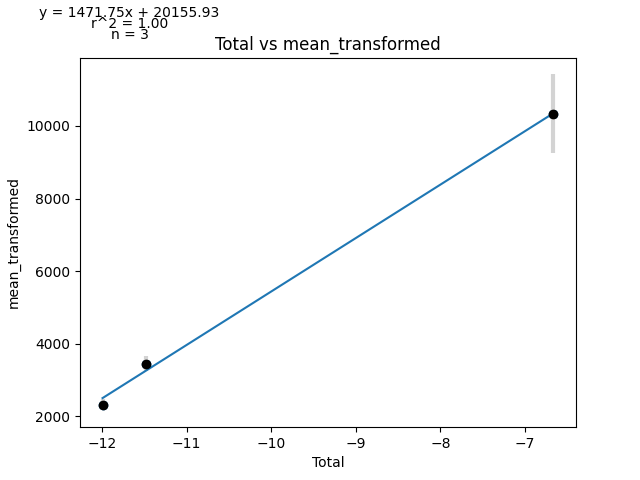 y = 1471.75x + 20155.93
r^2 = 1.00
n = 3
Total vs mean_transformed
mean_transformed
10000
8000
6000
4000
2000
−12
−11
−10
−9
−8
−7
Total